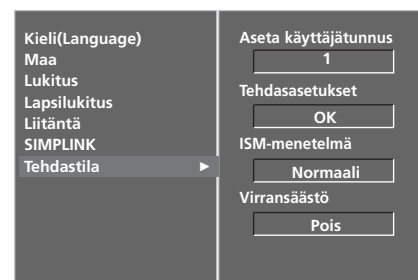 Kieli(Language)
Maa
Lukitus
Lapsilukitus
Liitäntä
SIMPLINK
Tehdastila ►
Aseta käyttäjätunnus
1
Tehdasasetukset
OK
ISM-menetelmä
Normaali
Virransäästö
Pois